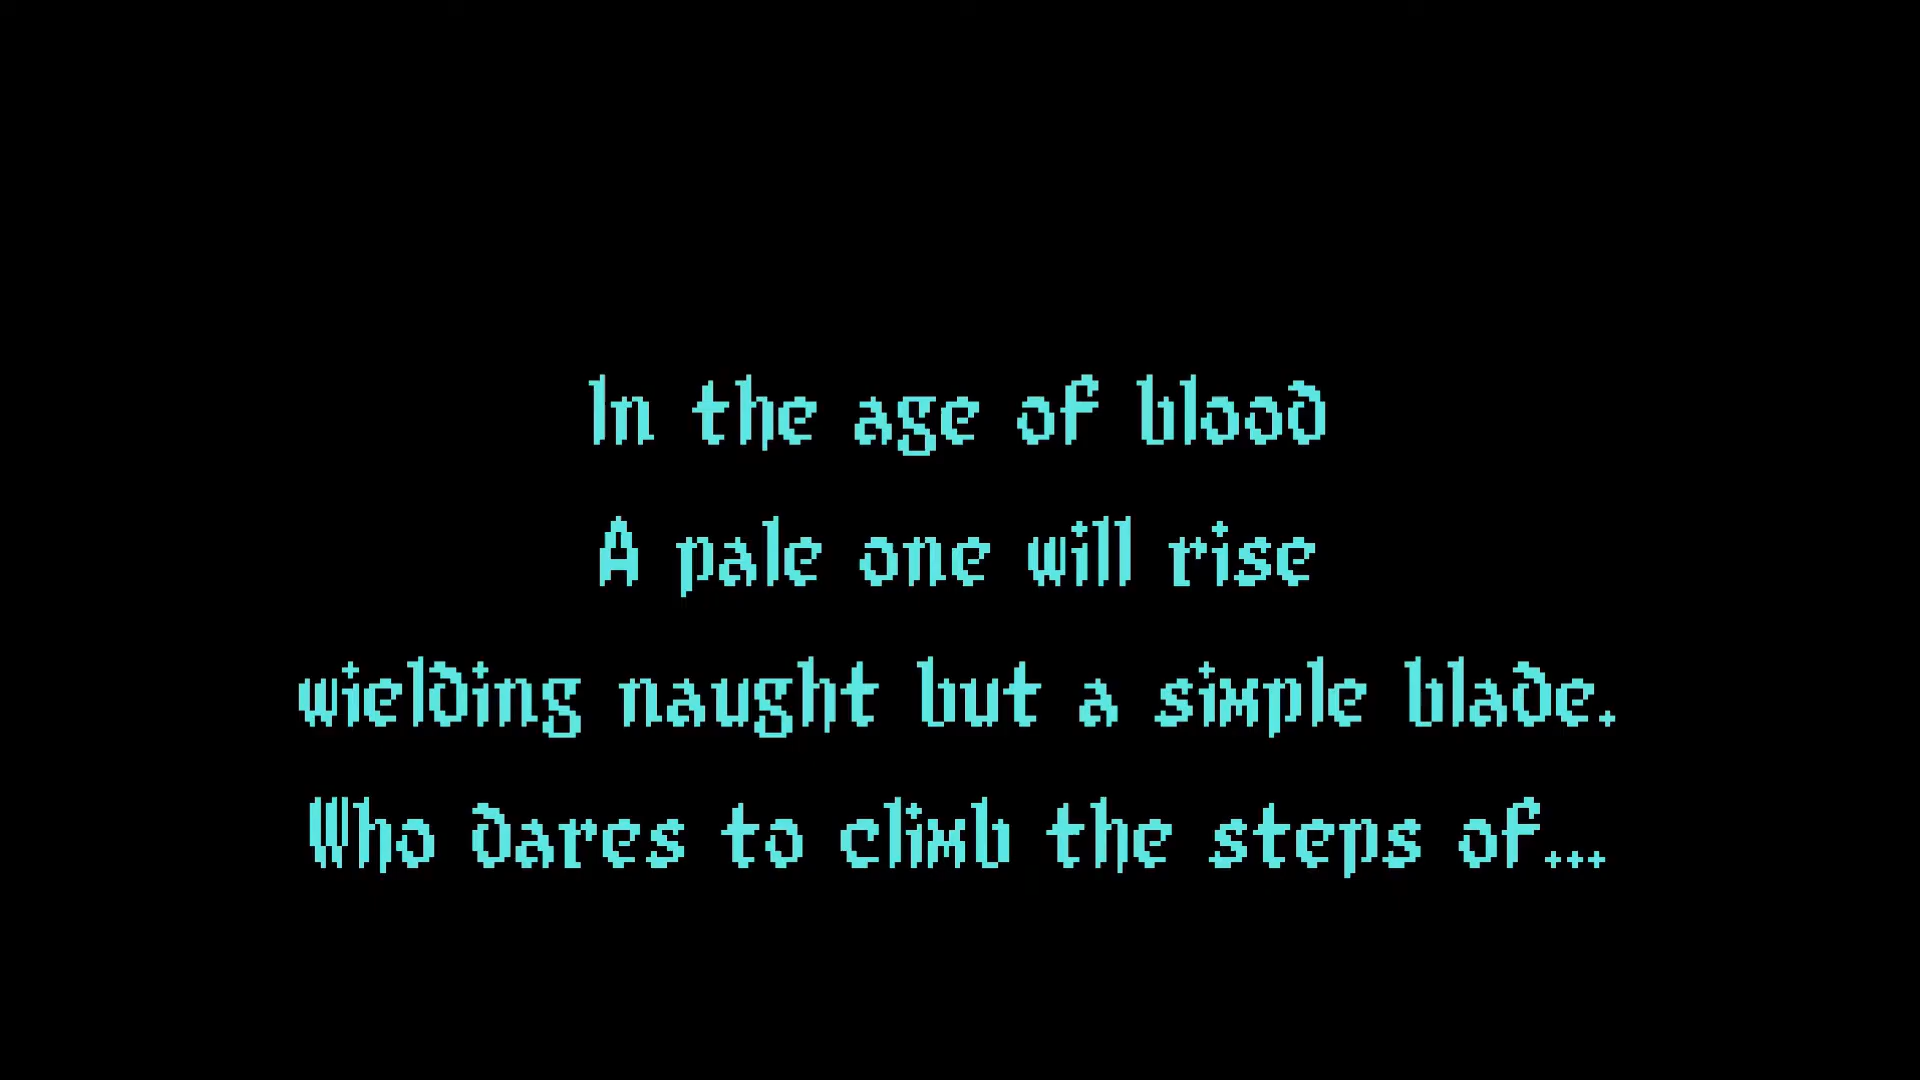 In the age of blood
A pale one will rise
wielding naught but a simple blade.
Who dares to climb the steps of...